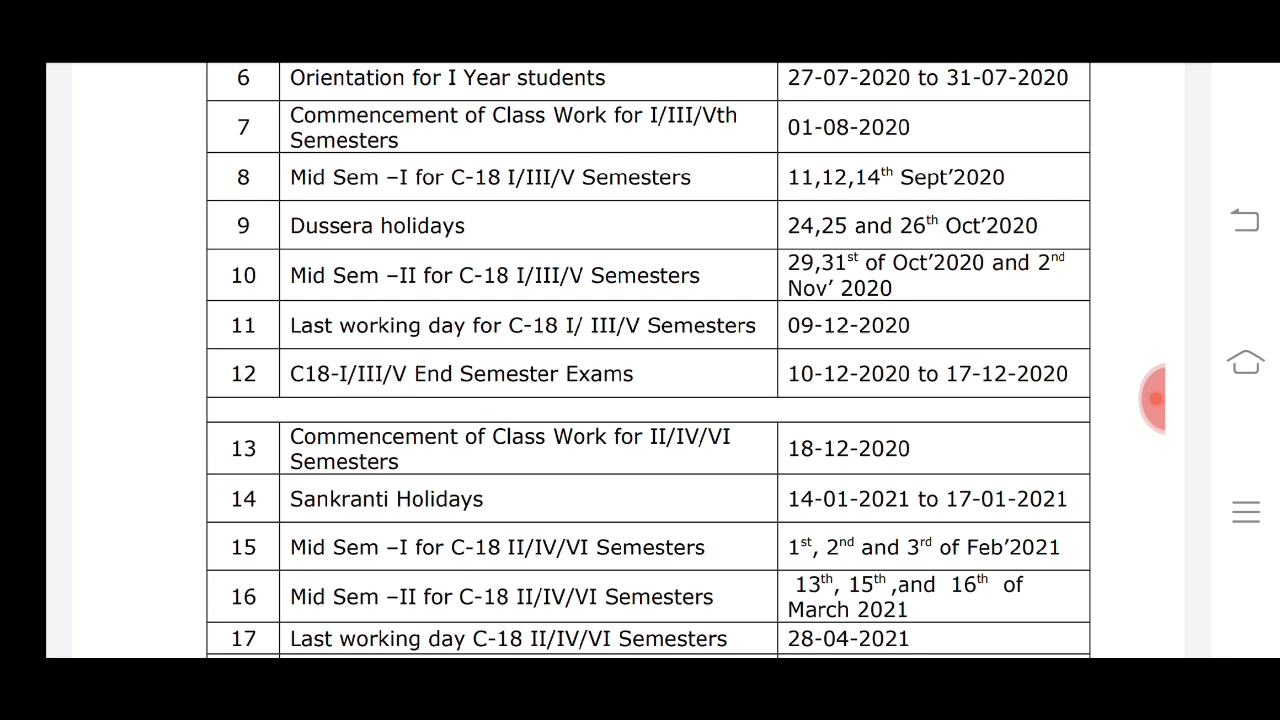 6 Orientation for I Year students 27-07-2020 to 31-07-2020
7 Commencement of Class Work for I/III/Vth
Semesters 01-08-2020
8 Mid Sem –I for C-18 I/III/V Semesters 11,12,14th Sept’2020
9 Dussera holidays 24,25 and 26th Oct’2020
10 Mid Sem –II for C-18 I/III/V Semesters 29,31st of Oct’2020 and 2nd
Nov’ 2020
11 Last working day for C-18 I/ III/V Semesters 09-12-2020
12 C18-I/III/V End Semester Exams 10-12-2020 to 17-12-2020
13 Commencement of Class Work for II/IV/VI
Semesters 18-12-2020
14 Sankranti Holidays 14-01-2021 to 17-01-2021
15 Mid Sem –I for C-18 II/IV/VI Semesters 1st, 2nd and 3rd of Feb’2021
16 Mid Sem –II for C-18 II/IV/VI Semesters 13th, 15th ,and 16th of
March 2021
17 Last working day C-18 II/IV/VI Semesters 28-04-2021